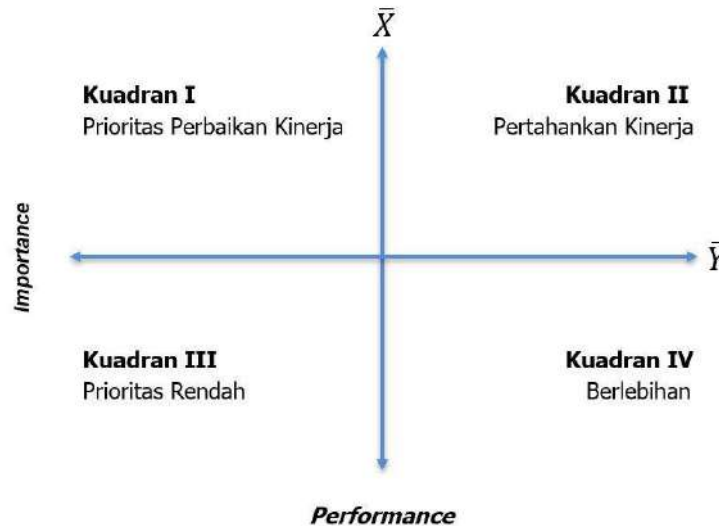 X̄
Kuadran I
Prioritas Perbaikan Kinerja
Kuadran II
Pertahankan Kinerja
Importance
Ȳ
Kuadran III
Prioritas Rendah
Kuadran IV
Berlebihan
Performance